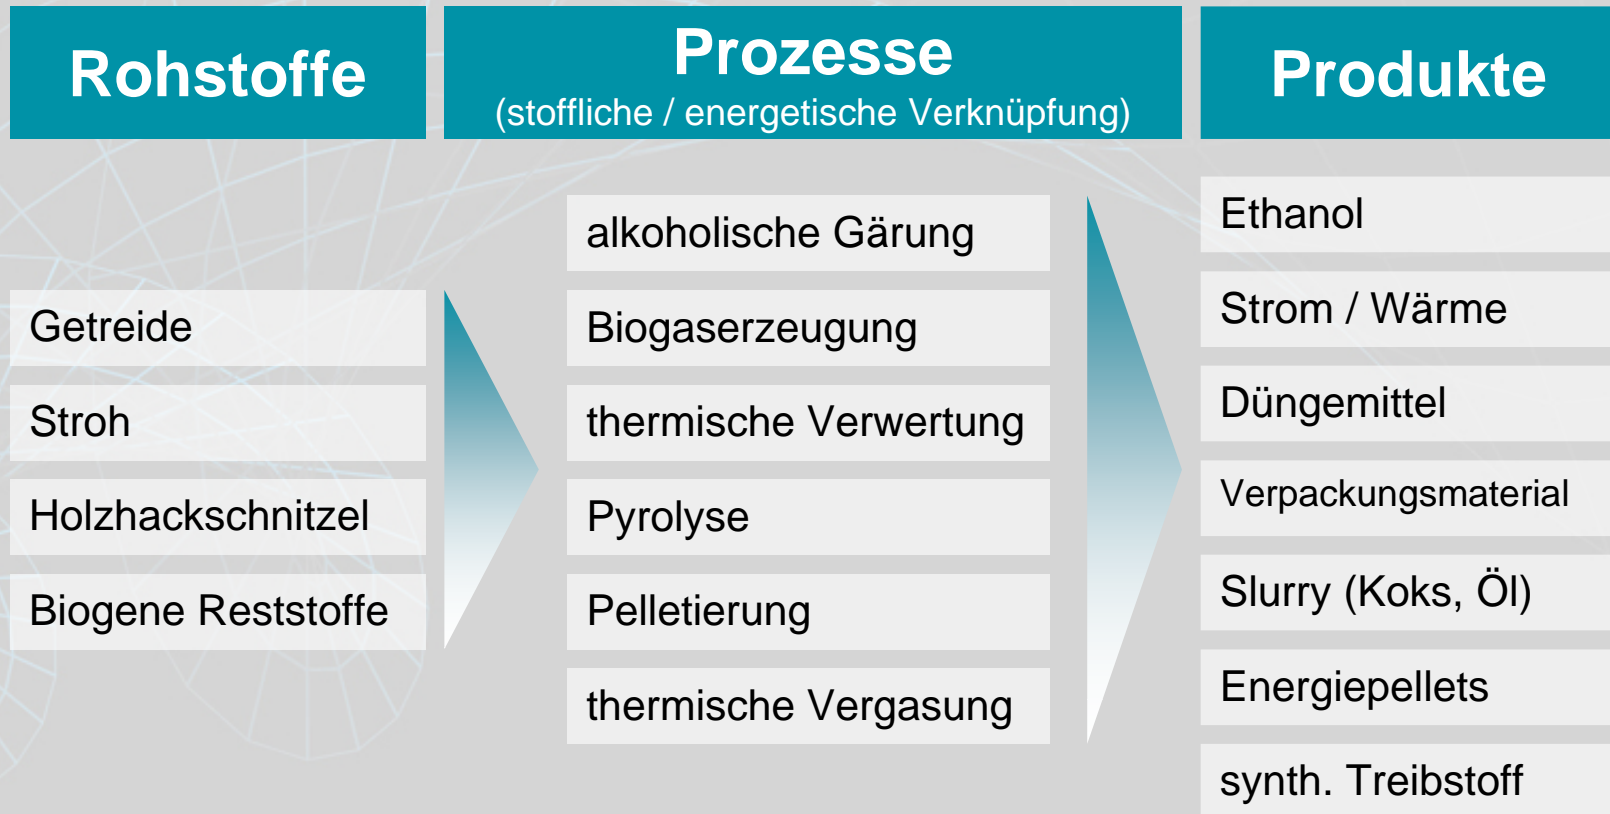 Rohstoffe
Prozesse
(stoffliche / energetische Verknüpfung)
Produkte
Getreide
Stroh
Holzhackschnitzel
Biogene Reststoffe
alkoholische Gärung
Biogaserzeugung
thermische Verwertung
Pyrolyse
Pelletierung
thermische Vergasung
Ethanol
Strom / Wärme
Düngemittel
Verpackungsmaterial
Slurry (Koks, Öl)
Energiepellets
synth. Treibstoff